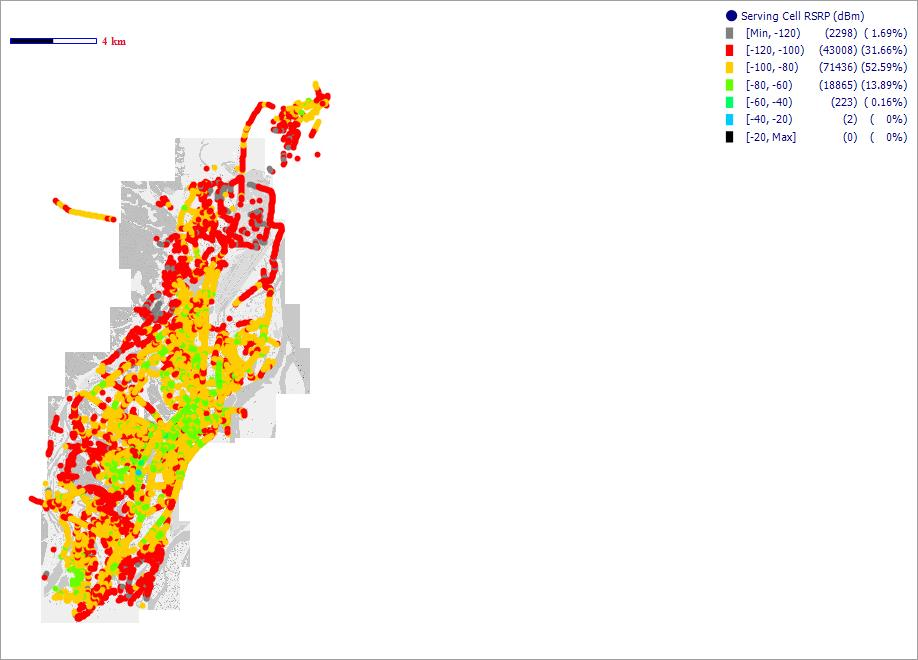 Serving Cell RSRP (dBm)
[Min, -120) (2298) ( 1.69%)
[-120, -100) (43008) (31.66%)
[-100, -80) (71436) (52.59%)
[-80, -60) (18865) (13.89%)
[-60, -40) (223) ( 0.16%)
[-40, -20) (2) ( 0%)
[-20, Max] (0) ( 0%)
4 km